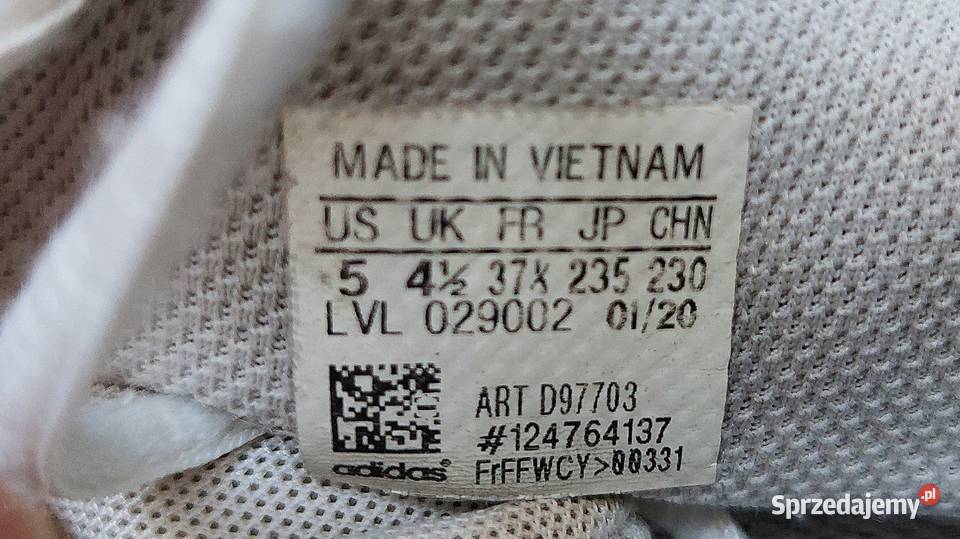 MADE IN VIETNAM
US UK FR JP CHN
5 4½ 37⅓ 235 230
LVL 029002 01/20
ART D97703
#124764137
adidas®
FrFFWCY>00331
Sprzedajemy.pl